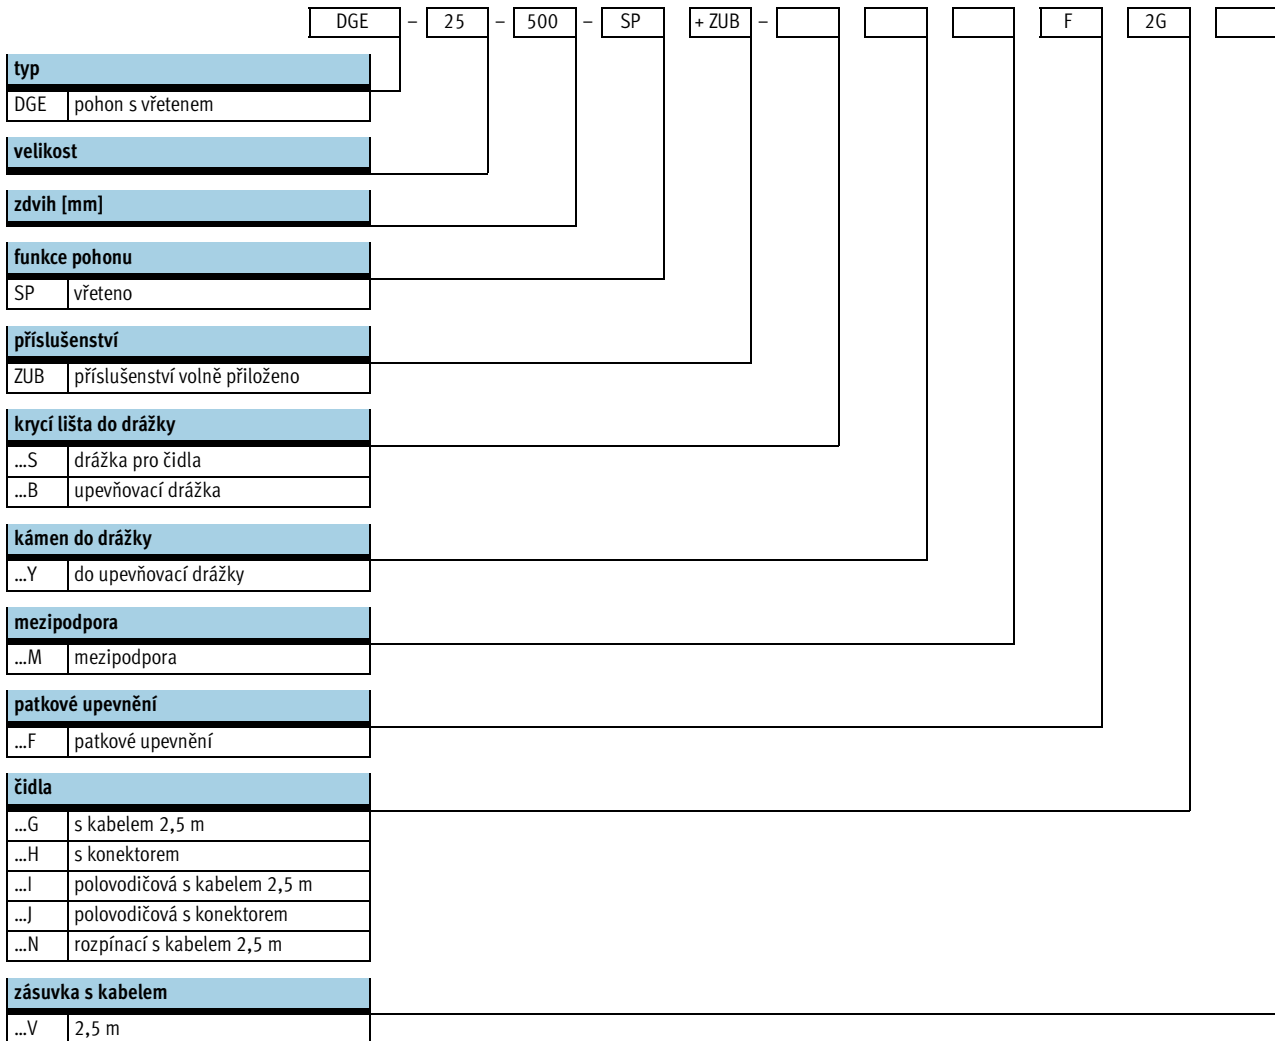 DGE – 25 – 500 – SP + ZUB – F 2G
typ
DGE pohon s vřetenem
velikost
zdvih [mm]
funkce pohonu
SP vřeteno
příslušenství
ZUB příslušenství volně přiloženo
krycí lišta do drážky
...S drážka pro čidla
...B upevňovací drážka
kámen do drážky
...Y do upevňovací drážky
mezipodpora
...M mezipodpora
patkové upevnění
...F patkové upevnění
čidla
...G s kabelem 2,5 m
...H s konektorem
...I polovodičová s kabelem 2,5 m
...J polovodičová s konektorem
...N rozpínací s kabelem 2,5 m
zásuvka s kabelem
...V 2,5 m